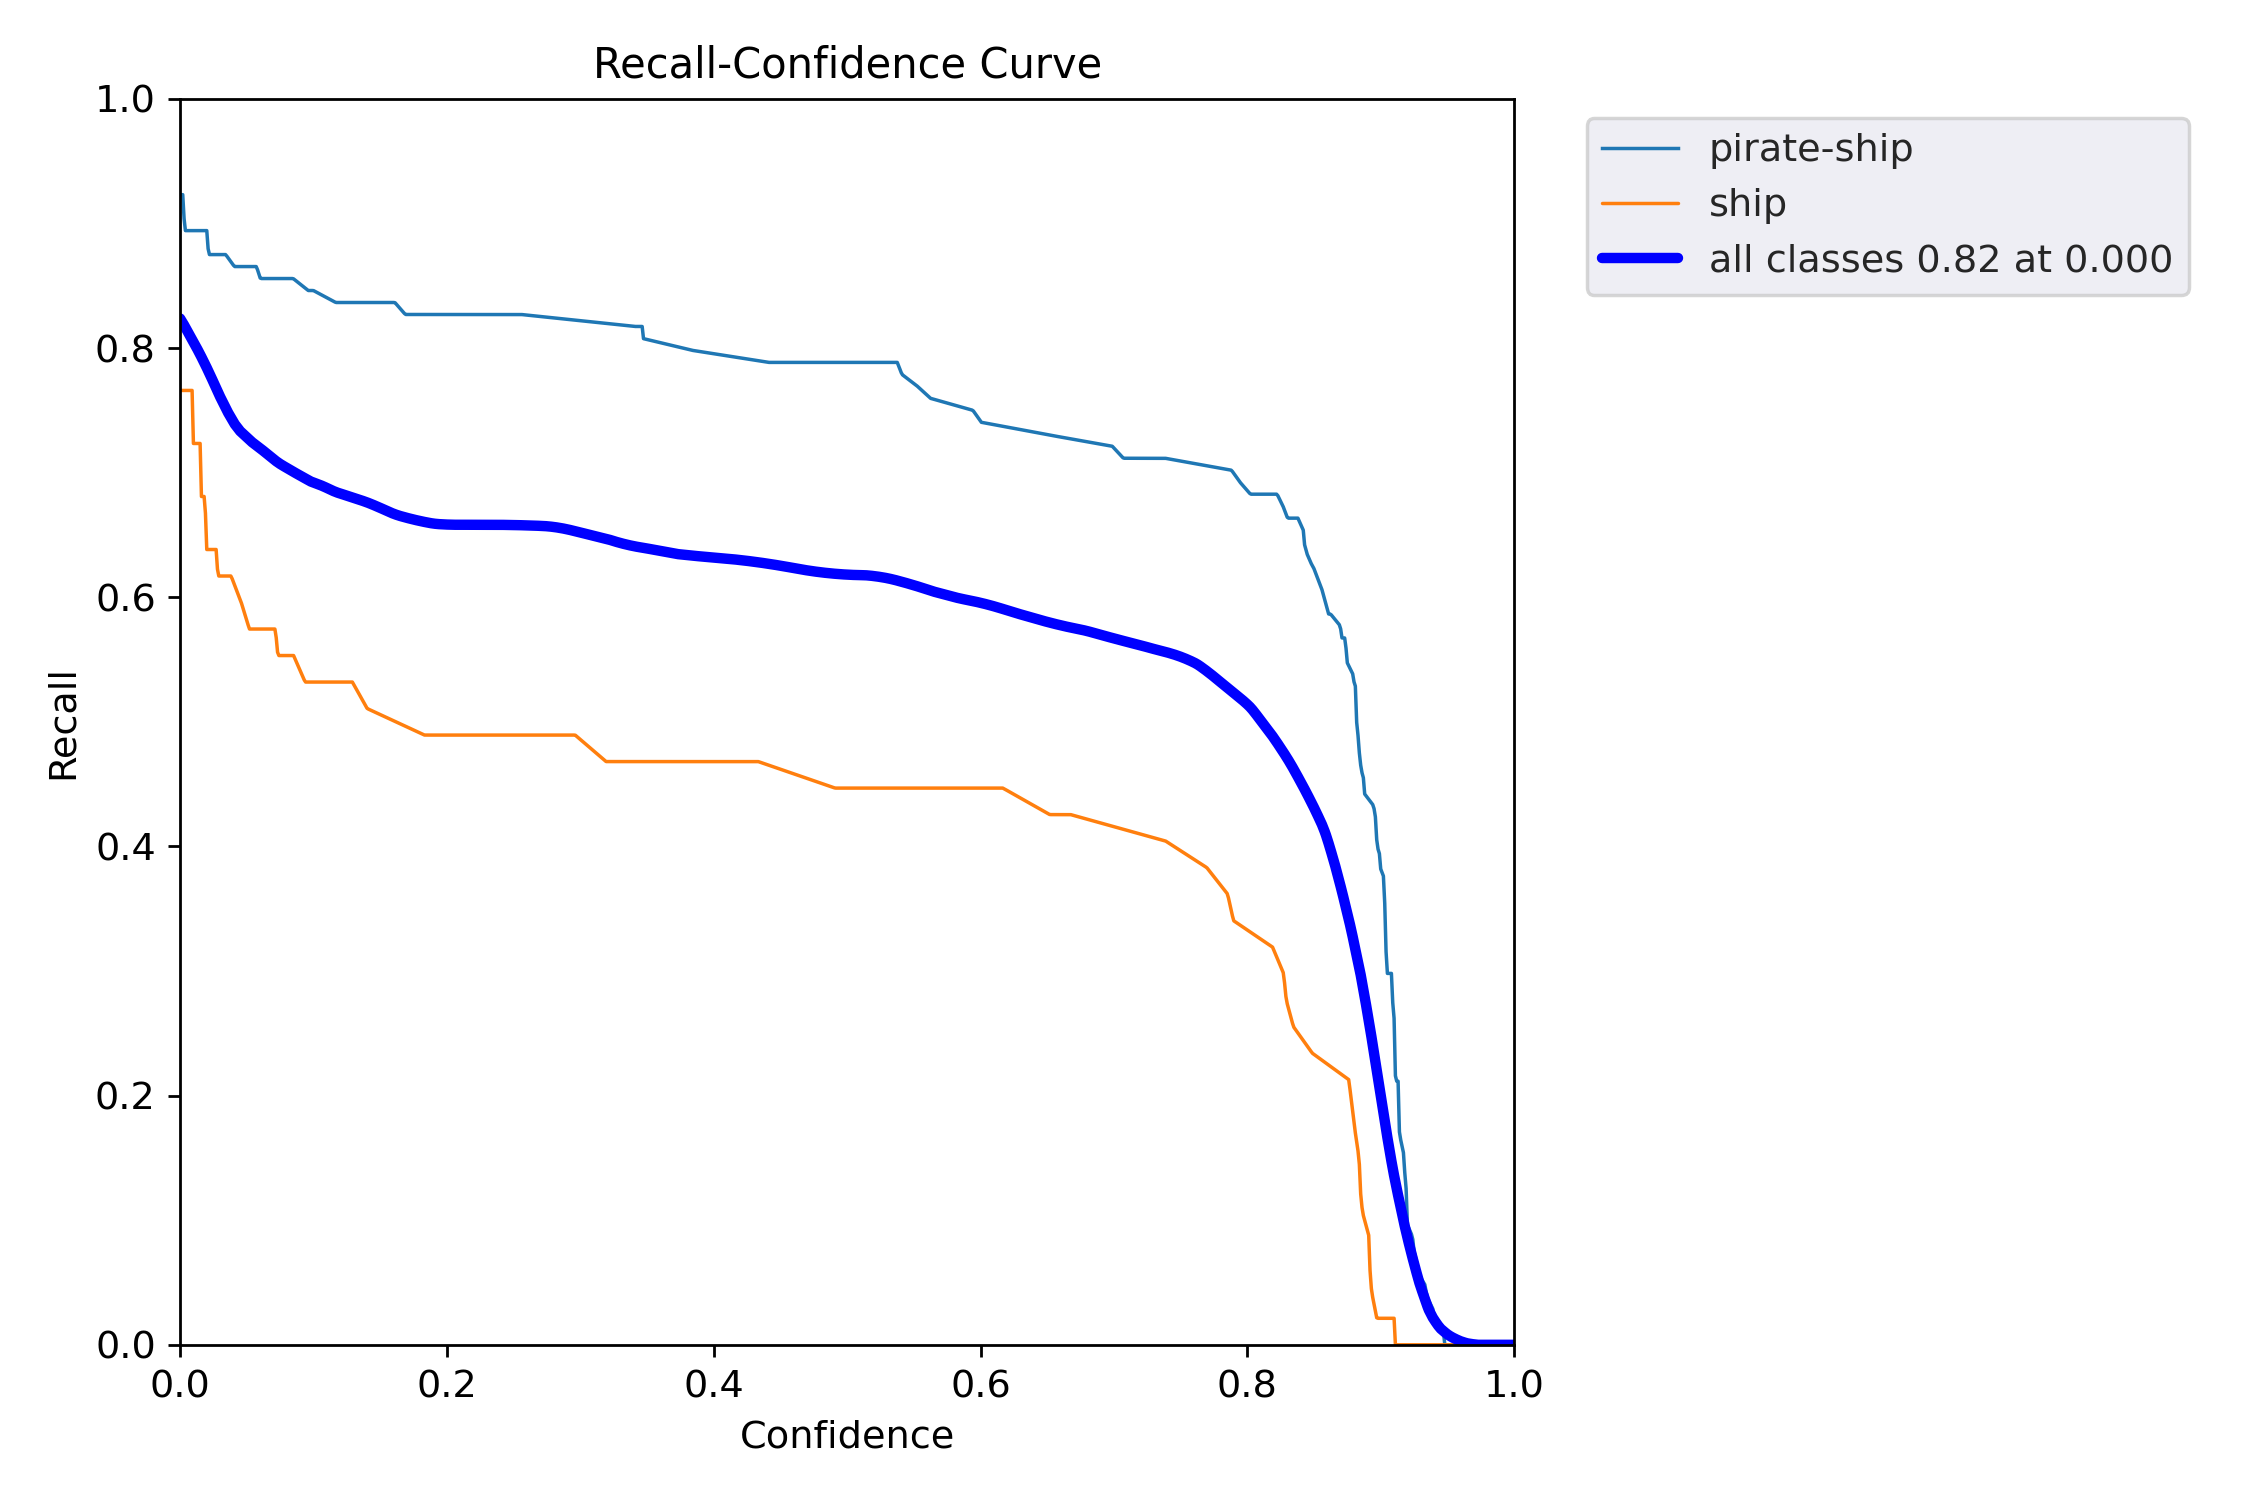 Recall-Confidence Curve
1.0
0.8
0.6
0.4
0.2
0.0
Recall
0.0 0.2 0.4 0.6 0.8 1.0
Confidence
pirate-ship
ship
all classes 0.82 at 0.000